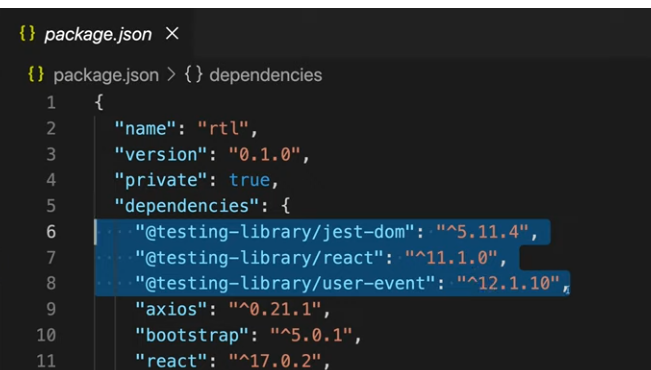 {} package.json ×
{} package.json > {} dependencies
1 {
2 "name": "rtl",
3 "version": "0.1.0",
4 "private": true,
5 "dependencies": {
6 "@testing-library/jest-dom": "^5.11.4",
7 "@testing-library/react": "^11.1.0",
8 "@testing-library/user-event": "^12.1.10",
9 "axios": "^0.21.1",
10 "bootstrap": "^5.0.1",
11 "react": "^17.0.2",